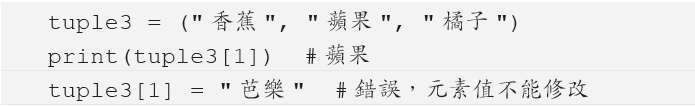 tuple3 = ("香蕉", "蘋果", "橘子")
print(tuple3[1])  #蘋果
tuple3[1] = "芭樂"  #錯誤，元素值不能修改